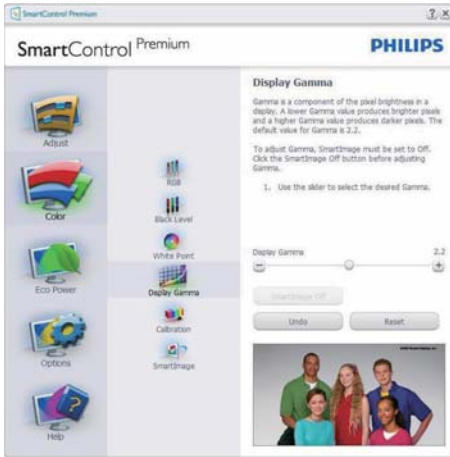 SmartControl Premium
SmartControl Premium
PHILIPS
Adjust
Color
Eco Power
Options
Help
RGB
Black Level
White Point
Display Gamma
Calibration
SmartImage
Display Gamma
Gamma is a component of the pixel brightness in a
display. A lower Gamma value produces brighter pixels
and a higher Gamma value produces darker pixels. The
default value for Gamma is 2.2.
To adjust Gamma, SmartImage must be set to Off.
Click the SmartImage Off button before adjusting
Gamma.
1. Use the slider to select the desired Gamma.
Display Gamma 2.2
SmartImage Off
Undo Reset